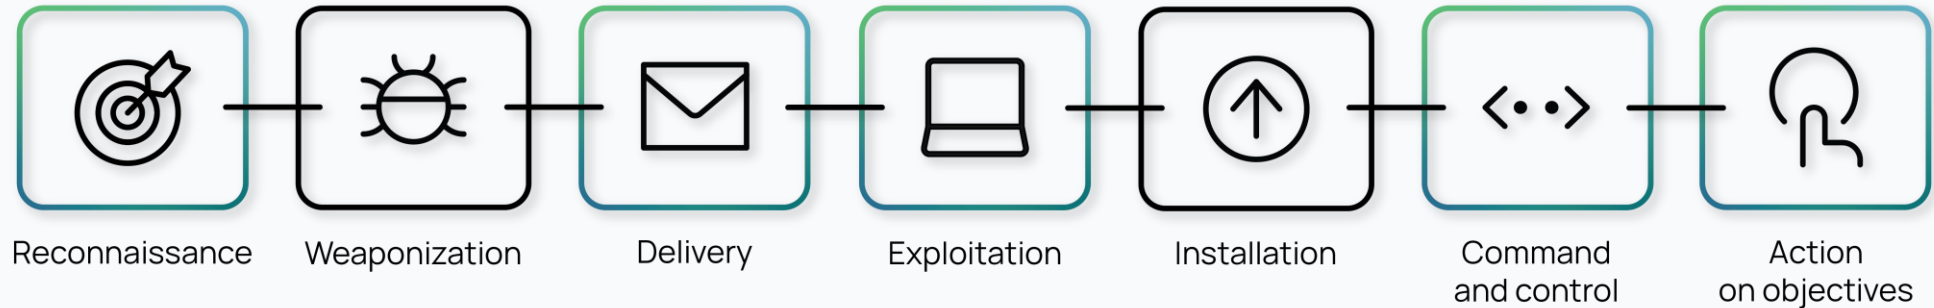 Reconnaissance
Weaponization
Delivery
Exploitation
Installation
Command
and control
Action
on objectives